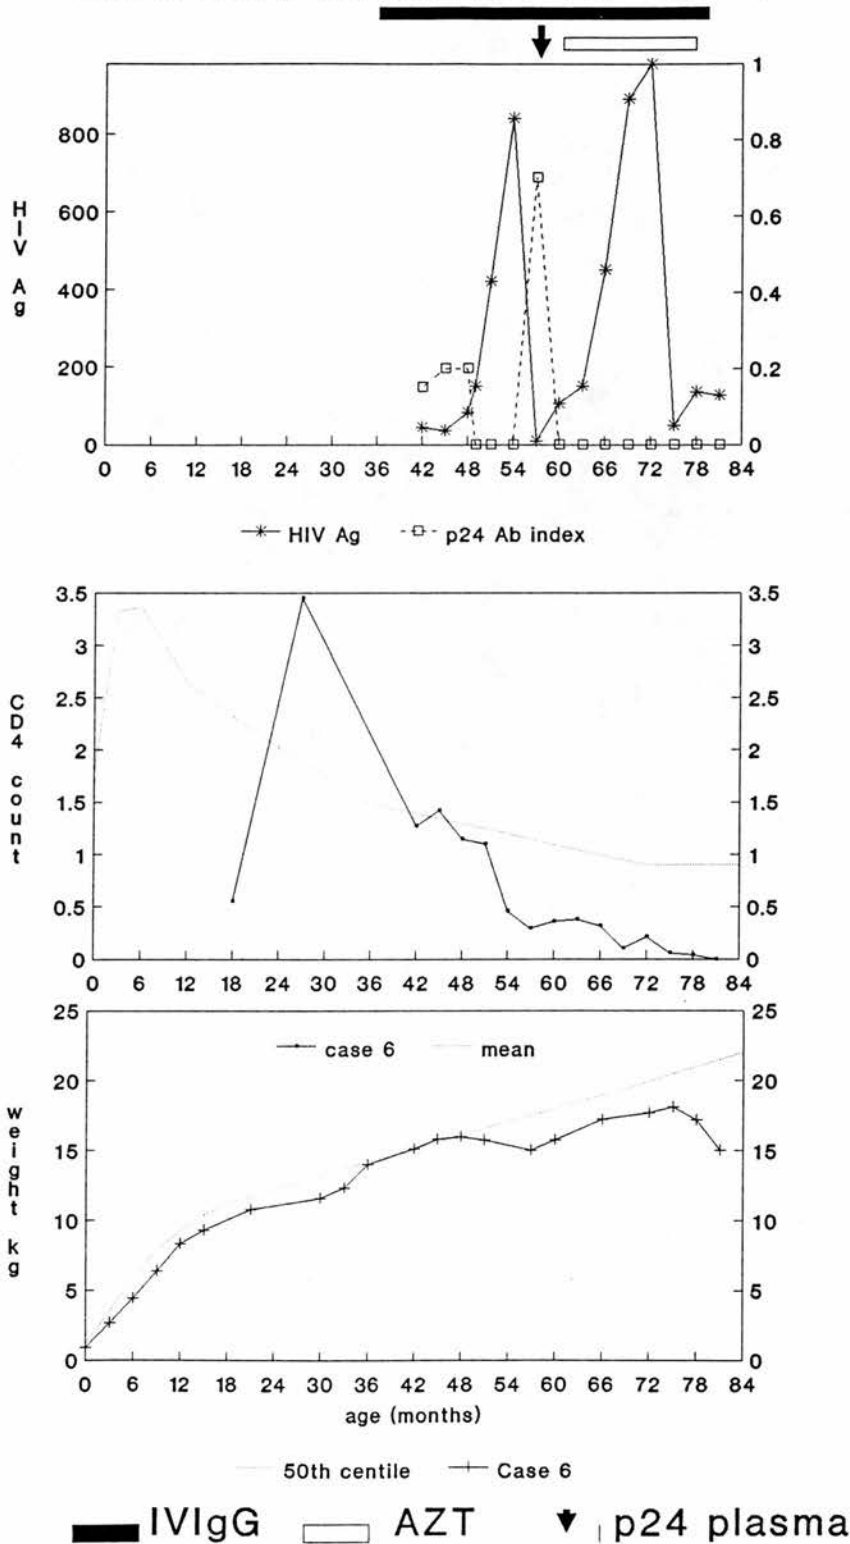 1
800
0.8
HIV Ag
600
0.6
400
0.4
200
0.2
0
0
0 6 12 18 24 30 36 42 48 54 60 66 72 78 84
HIV Ag p24 Ab index
3.5 3.5
3 3
2.5 2.5
CD4 count
2 2
1.5 1.5
1 1
0.5 0.5
0 0
0 6 12 18 24 30 36 42 48 54 60 66 72 78 84
25 25
case 6 mean
20 20
weight kg
15 15
10 10
5 5
0 0
0 6 12 18 24 30 36 42 48 54 60 66 72 78 84
age (months)
50th centile Case 6
IVIgG AZT p24 plasma